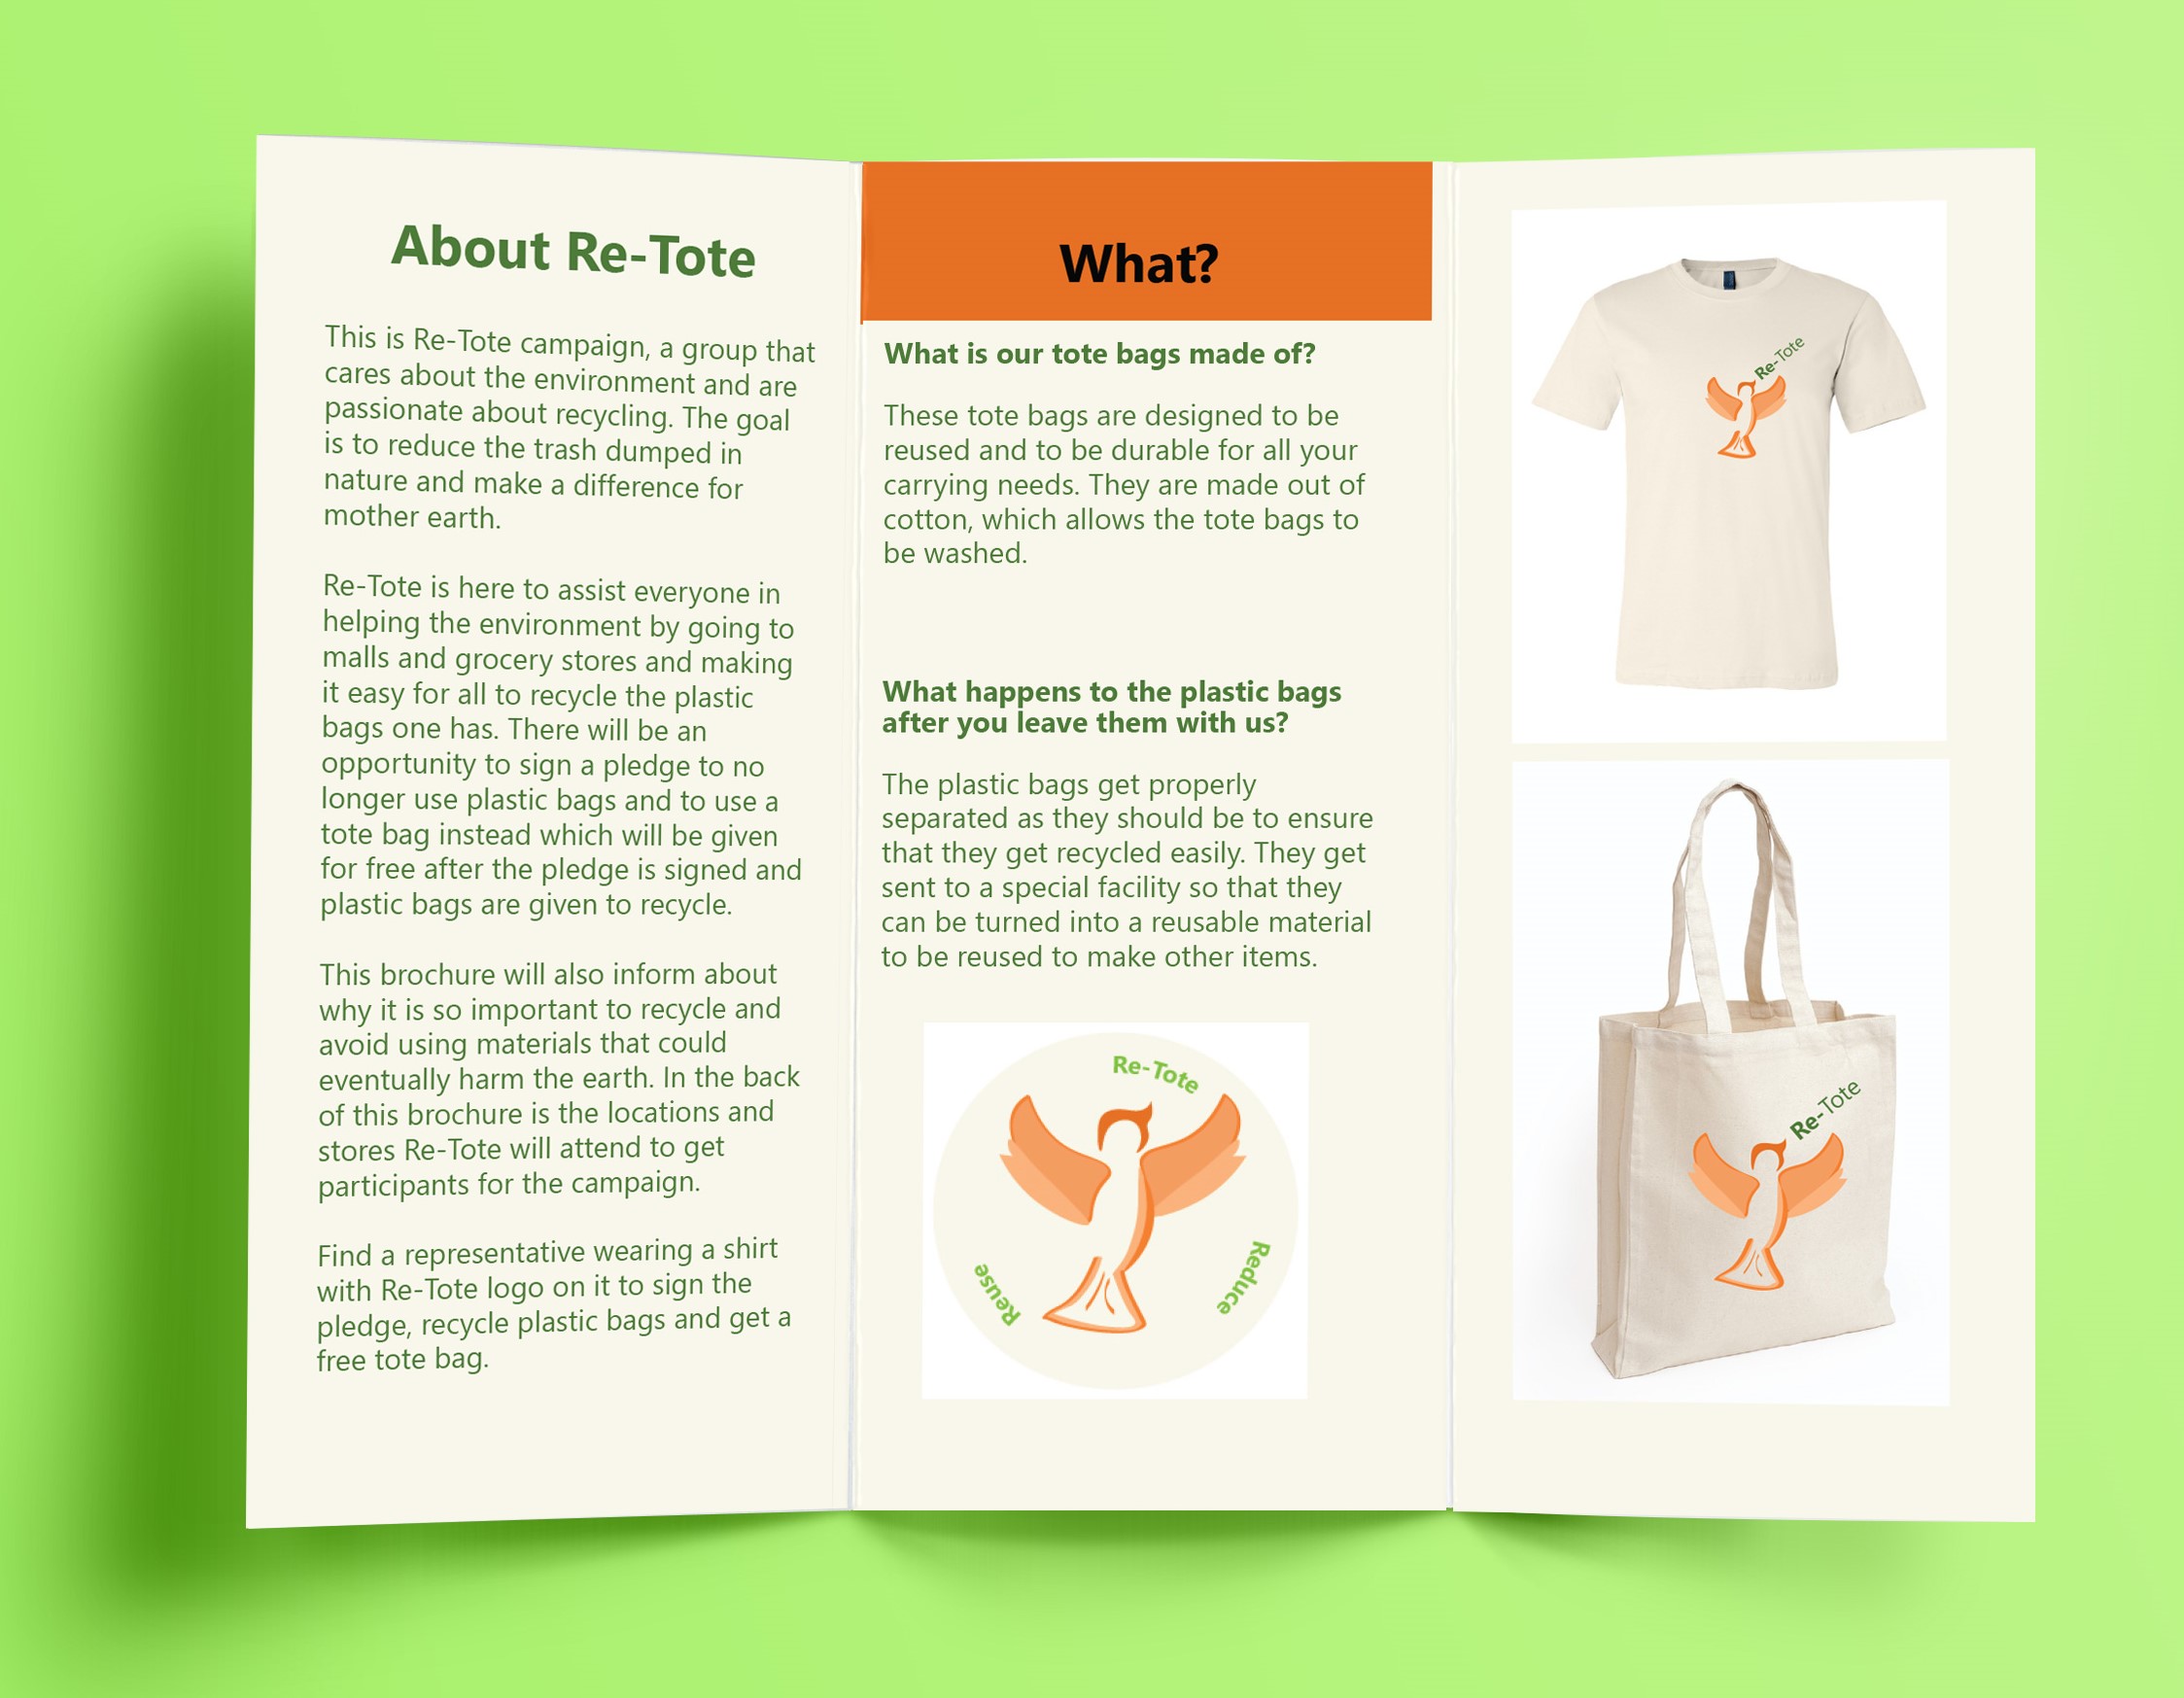 About Re-Tote
This is Re-Tote campaign, a group that
cares about the environment and are
passionate about recycling. The goal
is to reduce the trash dumped in
nature and make a difference for
mother earth.
Re-Tote is here to assist everyone in
helping the environment by going to
malls and grocery stores and making
it easy for all to recycle the plastic
bags one has. There will be an
opportunity to sign a pledge to no
longer use plastic bags and to use a
tote bag instead which will be given
for free after the pledge is signed and
plastic bags are given to recycle.
This brochure will also inform about
why it is so important to recycle and
avoid using materials that could
eventually harm the earth. In the back
of this brochure is the locations and
stores Re-Tote will attend to get
participants for the campaign.
Find a representative wearing a shirt
with Re-Tote logo on it to sign the
pledge, recycle plastic bags and get a
free tote bag.
What?
What is our tote bags made of?
These tote bags are designed to be
reused and to be durable for all your
carrying needs. They are made out of
cotton, which allows the tote bags to
be washed.
What happens to the plastic bags
after you leave them with us?
The plastic bags get properly
separated as they should be to ensure
that they get recycled easily. They get
sent to a special facility so that they
can be turned into a reusable material
to be reused to make other items.
Re-Tote
Reduce
Reuse
Re-Tote
Re-Tote